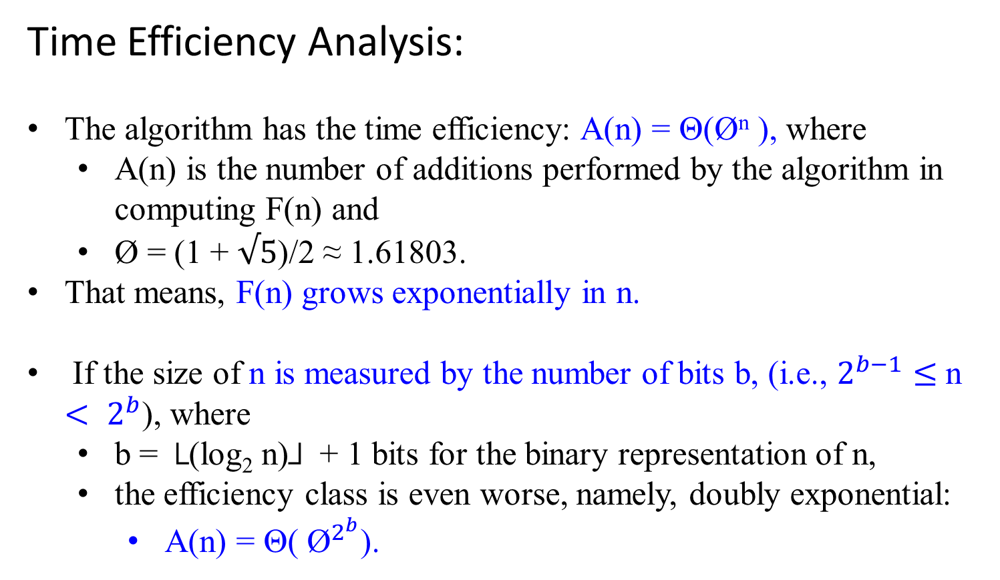 Time Efficiency Analysis:
• The algorithm has the time efficiency: A(n) = Θ(Øⁿ ), where
• A(n) is the number of additions performed by the algorithm in
computing F(n) and
• Ø = (1 + √5)/2 ≈ 1.61803.
• That means, F(n) grows exponentially in n.
• If the size of n is measured by the number of bits b, (i.e., 2^{b−1} ≤ n
< 2^b), where
• b = ⌊(log₂ n)⌋ + 1 bits for the binary representation of n,
• the efficiency class is even worse, namely, doubly exponential:
• A(n) = Θ( Ø^{2^b}).